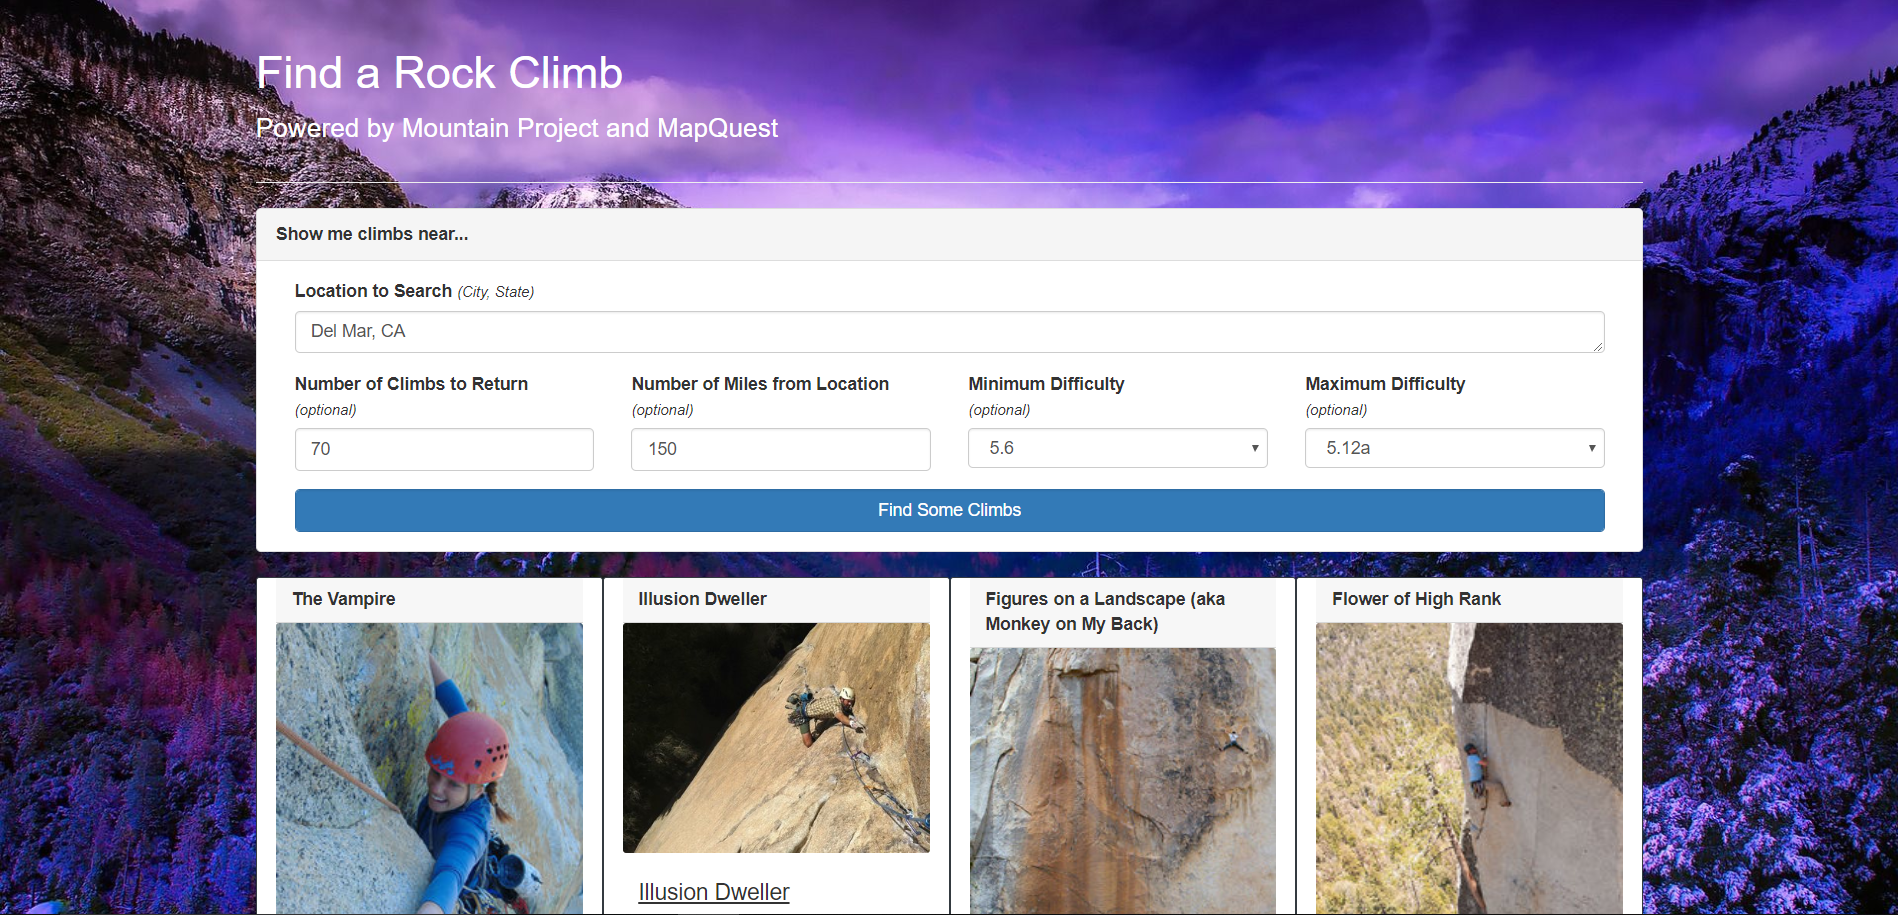 Find a Rock Climb
Powered by Mountain Project and MapQuest
Show me climbs near...
Location to Search (City, State)
Del Mar, CA
Number of Climbs to Return
(optional)
70
Number of Miles from Location
(optional)
150
Minimum Difficulty
(optional)
5.6
Maximum Difficulty
(optional)
5.12a
Find Some Climbs
The Vampire
Illusion Dweller
Illusion Dweller
Figures on a Landscape (aka
Monkey on My Back)
Flower of High Rank